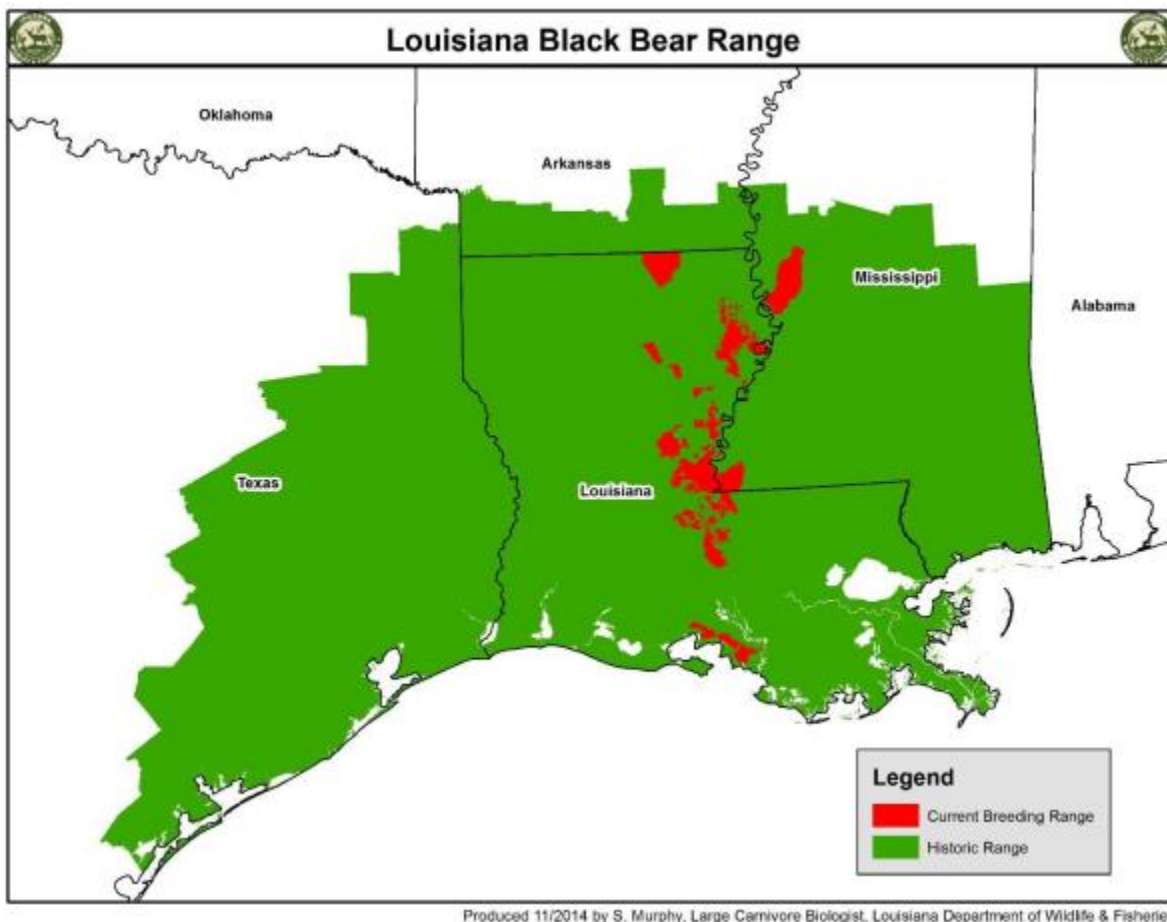 Louisiana Black Bear Range
Oklahoma
Arkansas
Mississippi
Alabama
Texas
Louisiana
Legend
Current Breeding Range
Historic Range
Produced 11/2014 by S. Murphy, Large Carnivore Biologist, Louisiana Department of Wildlife &